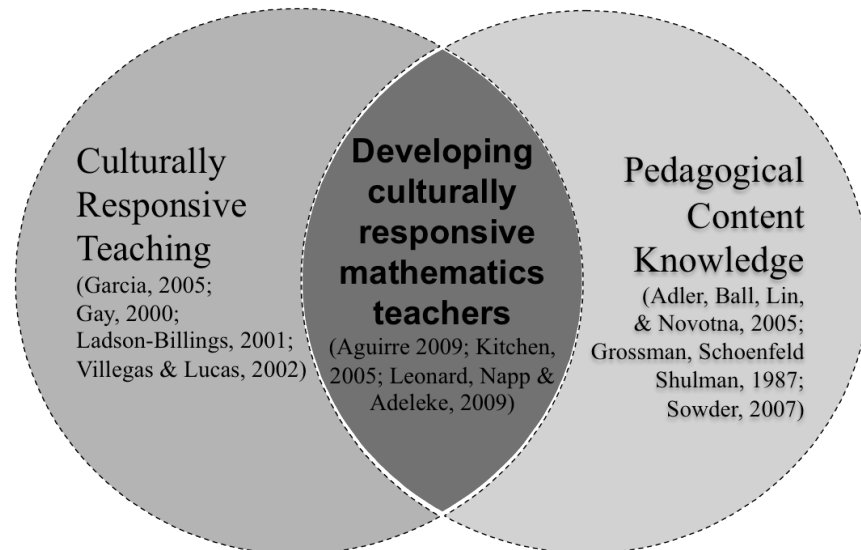 Culturally
Responsive
Teaching
(Garcia, 2005;
Gay, 2000;
Ladson-Billings, 2001;
Villegas & Lucas, 2002)
Developing
culturally
responsive
mathematics
teachers
(Aguirre 2009; Kitchen,
2005; Leonard, Napp &
Adeleke, 2009)
Pedagogical
Content
Knowledge
(Adler, Ball, Lin,
& Novotna, 2005;
Grossman, Schoenfeld
Shulman, 1987;
Sowder, 2007)